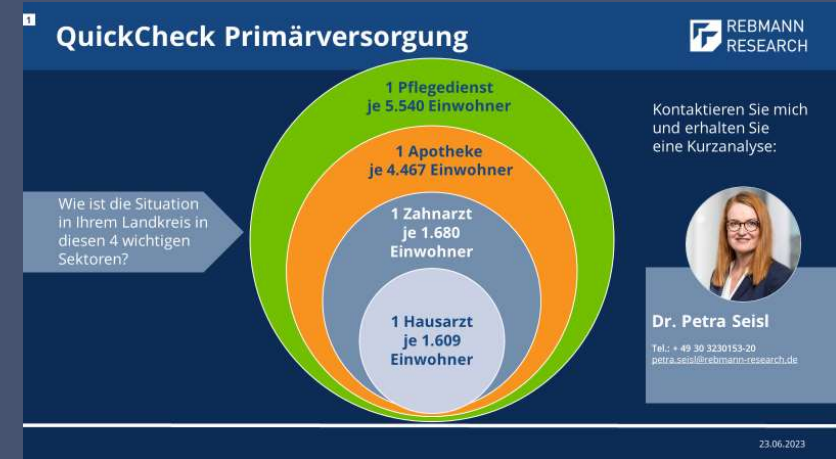 1
QuickCheck Primärversorgung
REBMANN
RESEARCH
1 Pflegedienst
je 5.540 Einwohner
1 Apotheke
je 4.467 Einwohner
1 Zahnarzt
je 1.680
Einwohner
1 Hausarzt
je 1.609
Einwohner
Wie ist die Situation
in Ihrem Landkreis in
diesen 4 wichtigen
Sektoren?
Kontaktieren Sie mich
und erhalten Sie
eine Kurzanalyse:
Dr. Petra Seisl
Tel.: + 49 30 3230153-20
petra.seisl@rebmann-research.de
23.06.2023